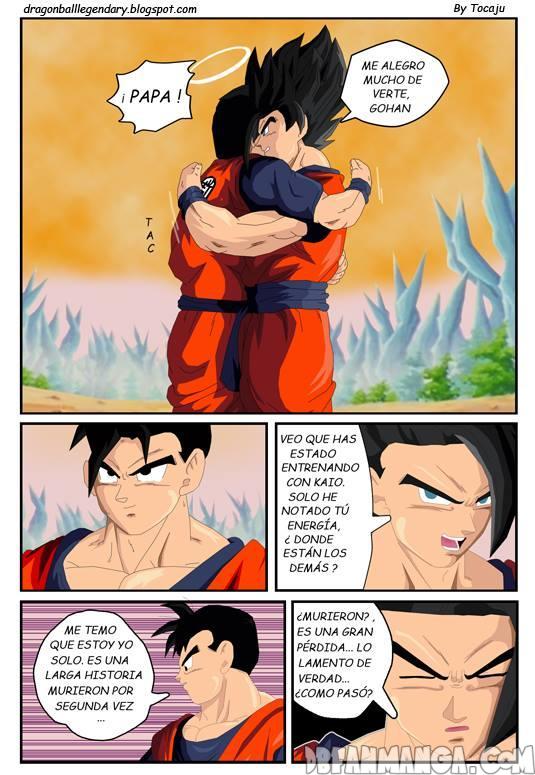 dragonballlegendary.blogspot.com
By Tocaju
¡ PAPA !
ME ALEGRO
MUCHO DE
VERTE,
GOHAN
T
A
C
VEO QUE HAS
ESTADO
ENTRENANDO
CON KAIO.
SOLO HE
NOTADO TÚ
ENERGÍA,
¿ DONDE
ESTÁN LOS
DEMÁS ?
ME TEMO
QUE ESTOY YO
SOLO. ES UNA
LARGA HISTORIA
MURIERON POR
SEGUNDA VEZ
...
¿MURIERON? ,
ES UNA GRAN
PÉRDIDA... LO
LAMENTO DE
VERDAD...
¿COMO PASÓ?
DBFANMANGA.COM